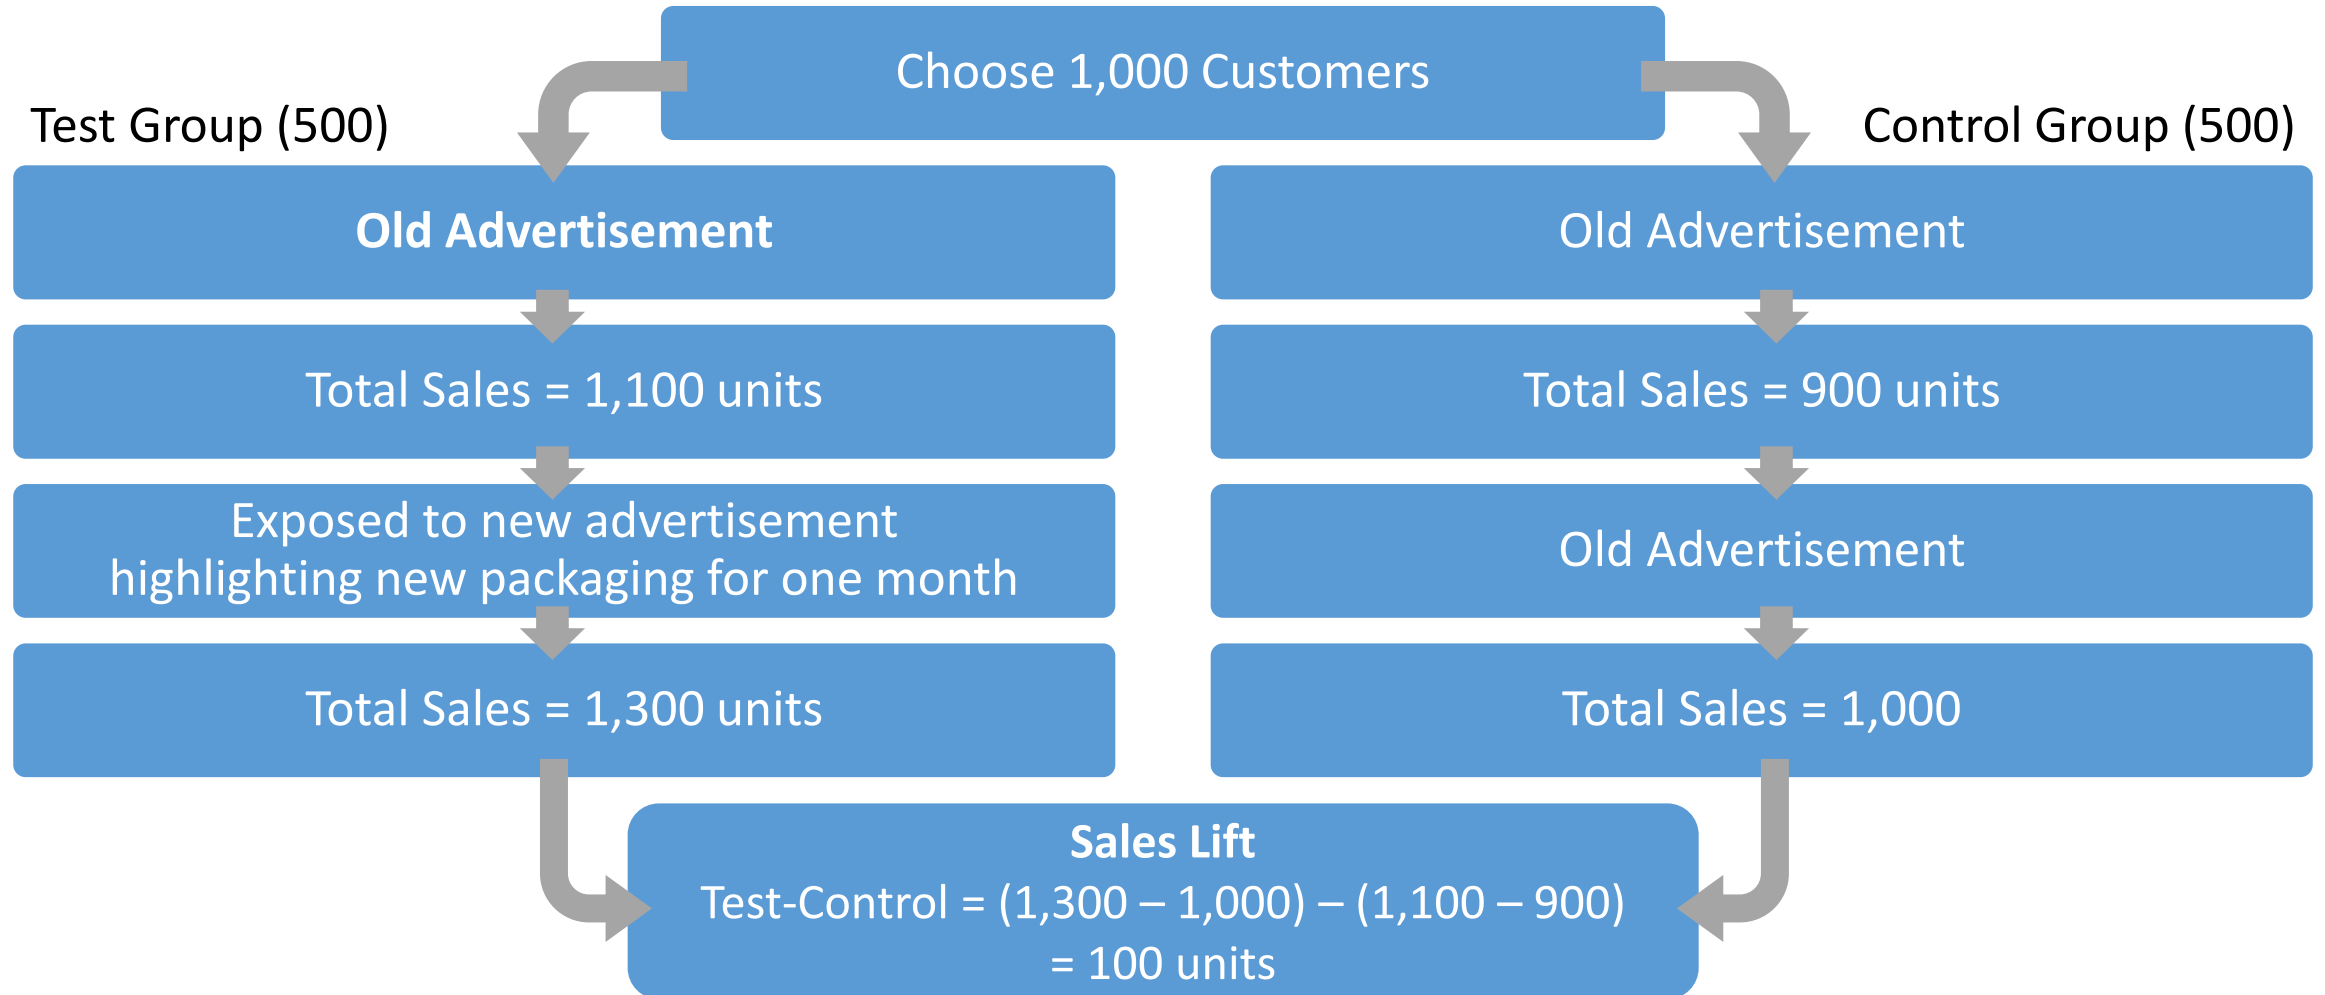 Choose 1,000 Customers
Test Group (500)
Control Group (500)
Old Advertisement
Old Advertisement
Total Sales = 1,100 units
Total Sales = 900 units
Exposed to new advertisement
highlighting new packaging for one month
Old Advertisement
Total Sales = 1,300 units
Total Sales = 1,000
Sales Lift
Test-Control = (1,300 – 1,000) – (1,100 – 900)
= 100 units